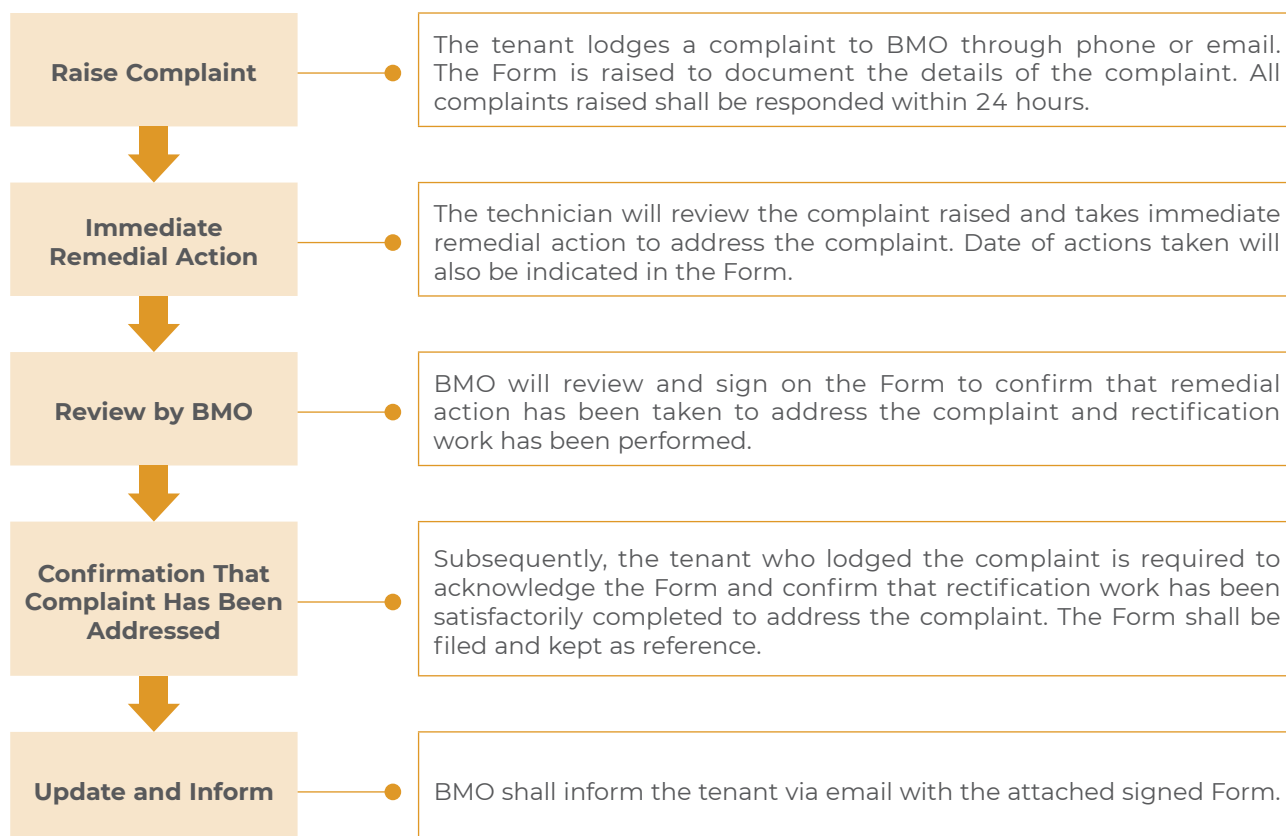 Raise Complaint
The tenant lodges a complaint to BMO through phone or email.
The Form is raised to document the details of the complaint. All
complaints raised shall be responded within 24 hours.
Immediate
Remedial Action
The technician will review the complaint raised and takes immediate
remedial action to address the complaint. Date of actions taken will
also be indicated in the Form.
Review by BMO
BMO will review and sign on the Form to confirm that remedial
action has been taken to address the complaint and rectification
work has been performed.
Confirmation That
Complaint Has Been
Addressed
Subsequently, the tenant who lodged the complaint is required to
acknowledge the Form and confirm that rectification work has been
satisfactorily completed to address the complaint. The Form shall be
filed and kept as reference.
Update and Inform
BMO shall inform the tenant via email with the attached signed Form.